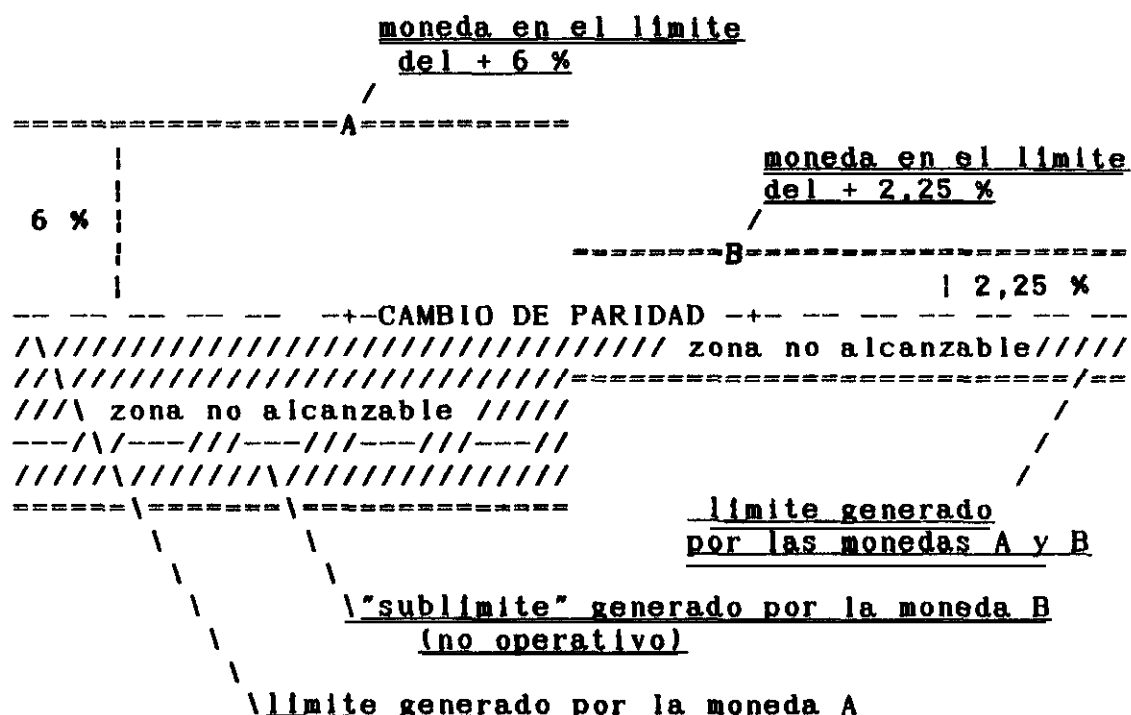 moneda en el límite
del + 6 %
A
moneda en el límite
del + 2,25 %
6 %
B
2,25 %
CAMBIO DE PARIDAD
zona no alcanzable
zona no alcanzable
límite generado
por las monedas A y B
"sublímite" generado por la moneda B
(no operativo)
límite generado por la moneda A